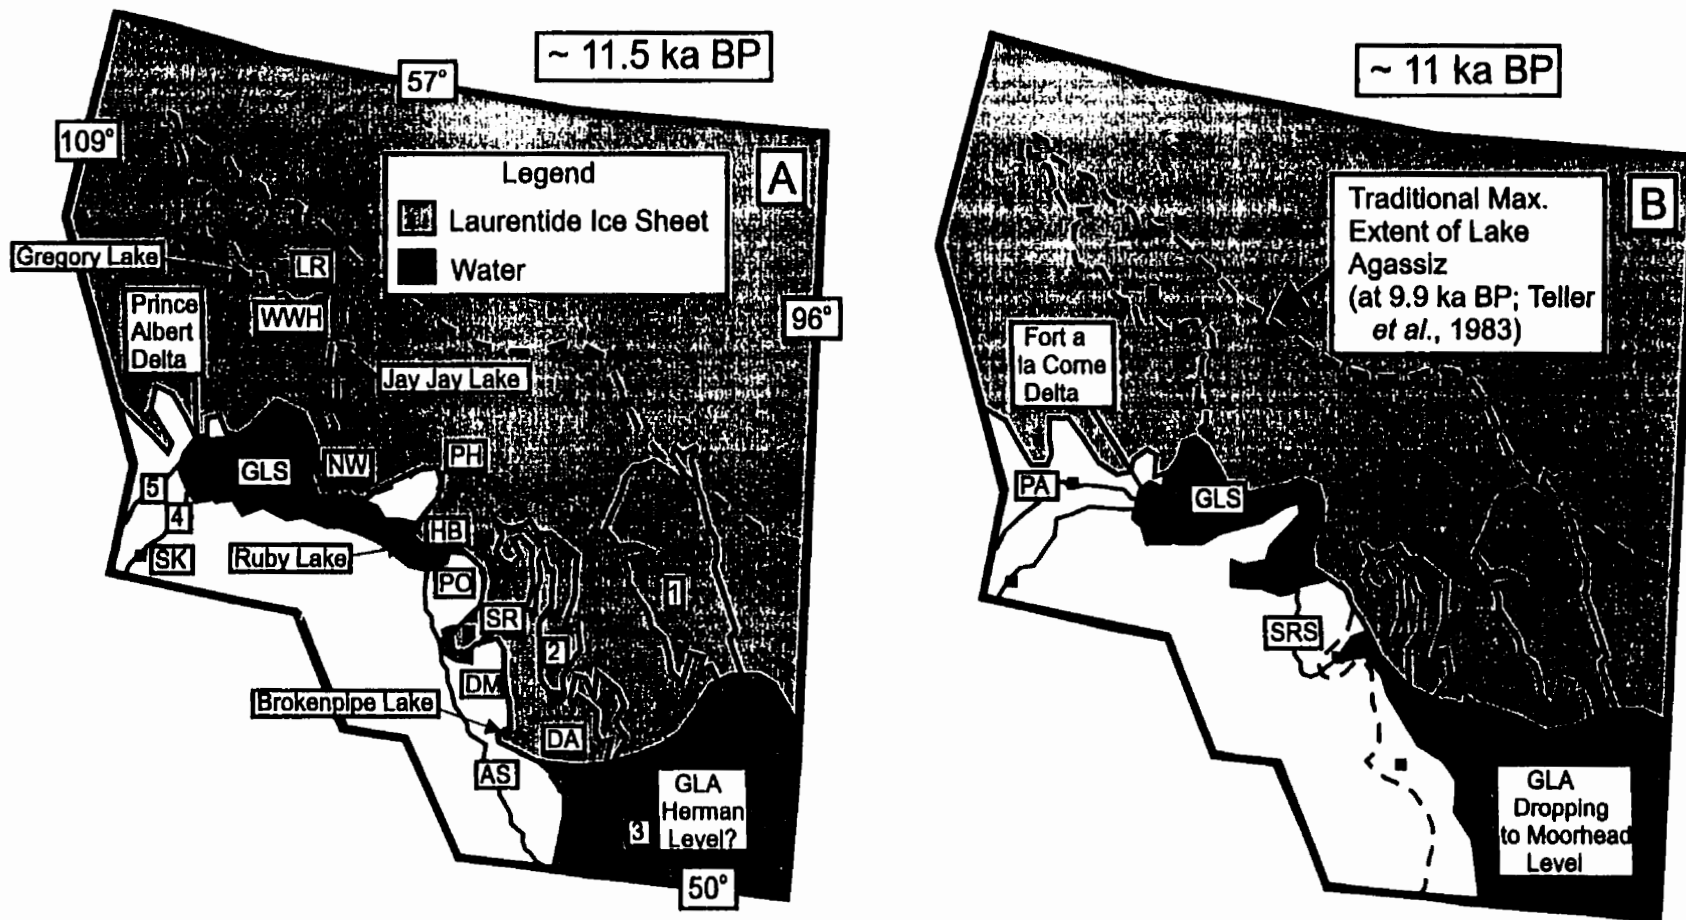 ~ 11.5 ka BP
57°
109°
A
Legend
Laurentide Ice Sheet
Water
Gregory Lake
LR
WWH
96°
Prince
Albert
Delta
Jay Jay Lake
GLS
NW
PH
5
4
SK
HB
Ruby Lake
PO
1
SR
2
DM
Brokenpipe Lake
DA
AS
GLA
Herman
Level?
3
50°
~ 11 ka BP
B
Traditional Max.
Extent of Lake
Agassiz
(at 9.9 ka BP; Teller
et al., 1983)
Fort a
la Corne
Delta
PA
GLS
SRS
GLA
Dropping
to Moorhead
Level